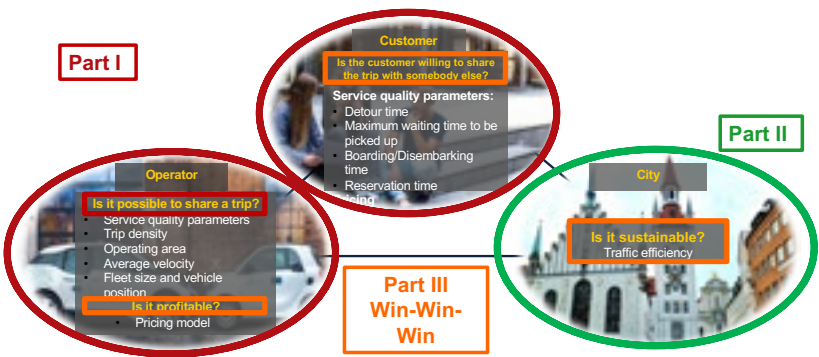 Part I
Customer
Is the customer willing to share
the trip with somebody else?
Service quality parameters:
• Detour time
• Maximum waiting time to be
picked up
• Boarding/Disembarking
time
• Reservation time
Part II
Operator
Is it possible to share a trip?
• Service quality parameters
• Trip density
• Operating area
• Average velocity
• Fleet size and vehicle
position
Is it profitable?
• Pricing model
City
Is it sustainable?
Traffic efficiency
Part III
Win-Win-
Win